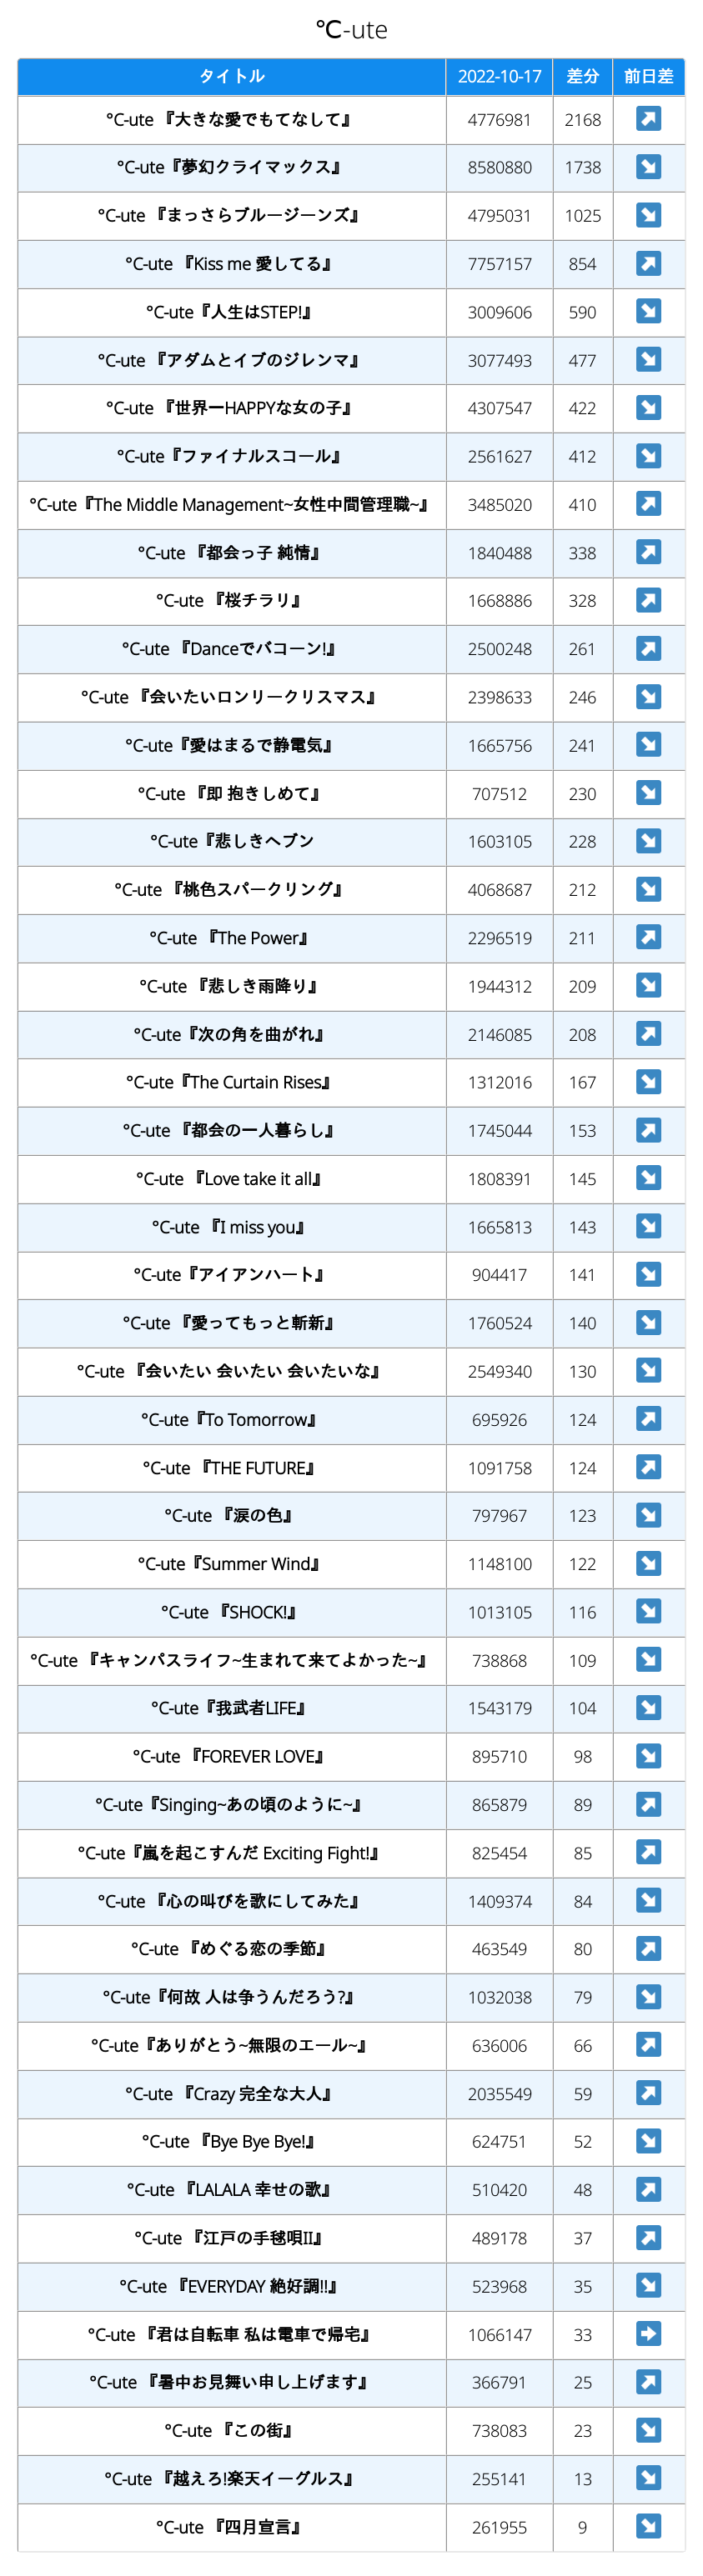 ℃-ute
タイトル 2022-10-17 差分 前日差
℃-ute 『大きな愛でもてなして』 4776981 2168 ↗
℃-ute『夢幻クライマックス』 8580880 1738 ↘
℃-ute 『まっさらブルージーンズ』 4795031 1025 ↘
℃-ute 『Kiss me 愛してる』 7757157 854 ↗
℃-ute『人生はSTEP!』 3009606 590 ↘
℃-ute 『アダムとイブのジレンマ』 3077493 477 ↘
℃-ute 『世界一HAPPYな女の子』 4307547 422 ↘
℃-ute『ファイナルスコール』 2561627 412 ↘
℃-ute『The Middle Management~女性中間管理職~』 3485020 410 ↗
℃-ute 『都会っ子 純情』 1840488 338 ↗
℃-ute 『桜チラリ』 1668886 328 ↗
℃-ute 『Danceでバコーン!』 2500248 261 ↗
℃-ute 『会いたいロンリークリスマス』 2398633 246 ↘
℃-ute『愛はまるで静電気』 1665756 241 ↘
℃-ute 『即 抱きしめて』 707512 230 ↘
℃-ute『悲しきヘブン 1603105 228 ↘
℃-ute 『桃色スパークリング』 4068687 212 ↘
℃-ute 『The Power』 2296519 211 ↗
℃-ute 『悲しき雨降り』 1944312 209 ↘
℃-ute『次の角を曲がれ』 2146085 208 ↗
℃-ute『The Curtain Rises』 1312016 167 ↘
℃-ute 『都会の一人暮らし』 1745044 153 ↗
℃-ute 『Love take it all』 1808391 145 ↘
℃-ute 『I miss you』 1665813 143 ↘
℃-ute『アイアンハート』 904417 141 ↘
℃-ute 『愛ってもっと斬新』 1760524 140 ↘
℃-ute 『会いたい 会いたい 会いたいな』 2549340 130 ↘
℃-ute『To Tomorrow』 695926 124 ↗
℃-ute 『THE FUTURE』 1091758 124 ↗
℃-ute 『涙の色』 797967 123 ↘
℃-ute『Summer Wind』 1148100 122 ↘
℃-ute 『SHOCK!』 1013105 116 ↘
℃-ute 『キャンパスライフ~生まれて来てよかった~』 738868 109 ↘
℃-ute『我武者LIFE』 1543179 104 ↘
℃-ute 『FOREVER LOVE』 895710 98 ↘
℃-ute『Singing~あの頃のように~』 865879 89 ↗
℃-ute『嵐を起こすんだ Exciting Fight!』 825454 85 ↗
℃-ute 『心の叫びを歌にしてみた』 1409374 84 ↘
℃-ute 『めぐる恋の季節』 463549 80 ↗
℃-ute『何故 人は争うんだろう?』 1032038 79 ↘
℃-ute『ありがとう~無限のエール~』 636006 66 ↗
℃-ute 『Crazy 完全な大人』 2035549 59 ↗
℃-ute 『Bye Bye Bye!』 624751 52 ↘
℃-ute 『LALALA 幸せの歌』 510420 48 ↗
℃-ute 『江戸の手毬唄II』 489178 37 ↗
℃-ute 『EVERYDAY 絶好調!!』 523968 35 ↘
℃-ute 『君は自転車 私は電車で帰宅』 1066147 33 →
℃-ute 『暑中お見舞い申し上げます』 366791 25 ↗
℃-ute 『この街』 738083 23 ↘
℃-ute 『越えろ!楽天イーグルス』 255141 13 ↘
℃-ute 『四月宣言』 261955 9 ↘